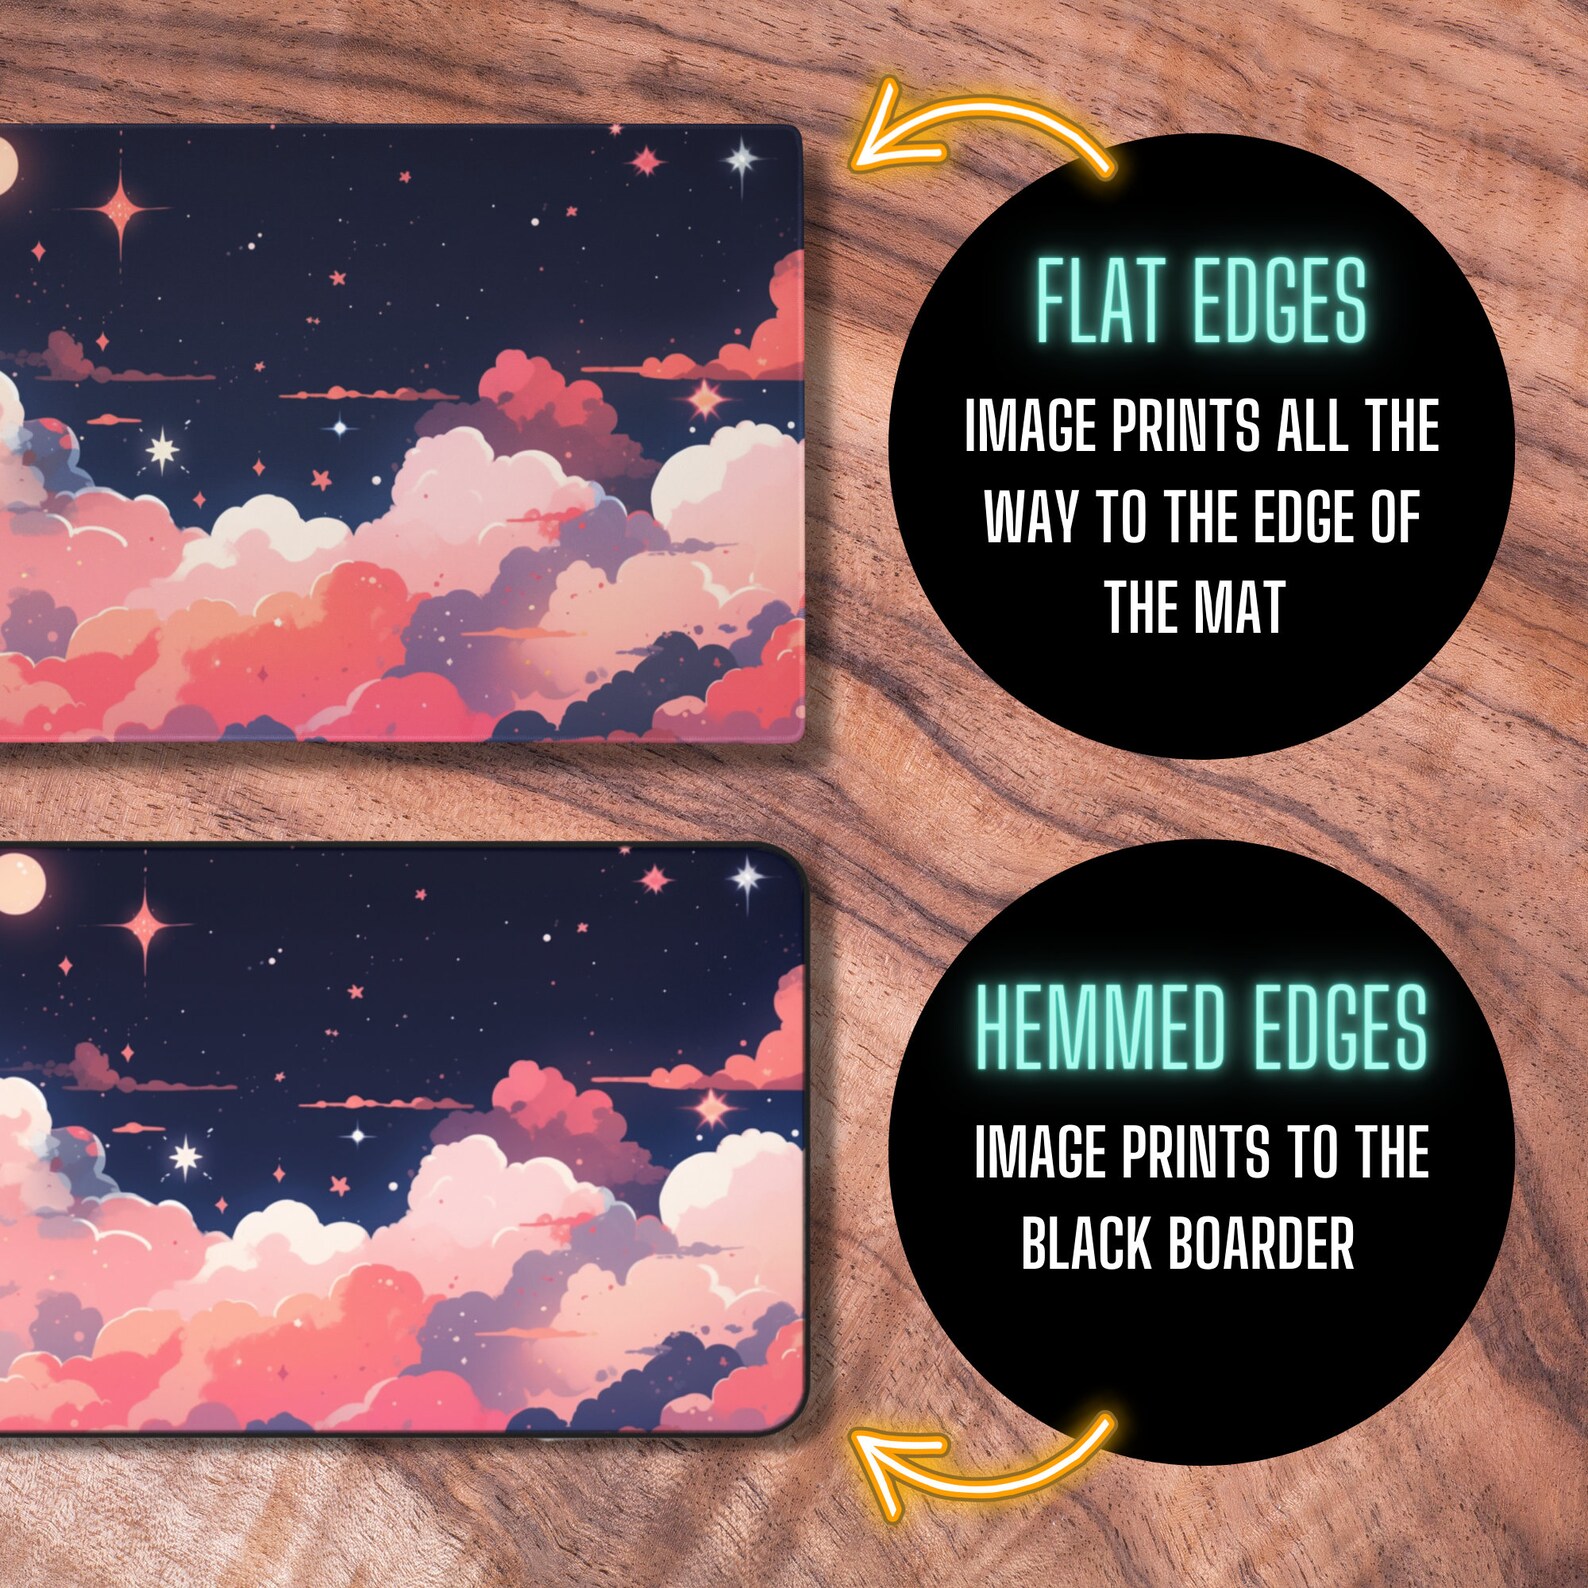 FLAT EDGES
IMAGE PRINTS ALL THE
WAY TO THE EDGE OF
THE MAT
HEMMED EDGES
IMAGE PRINTS TO THE
BLACK BOARDER